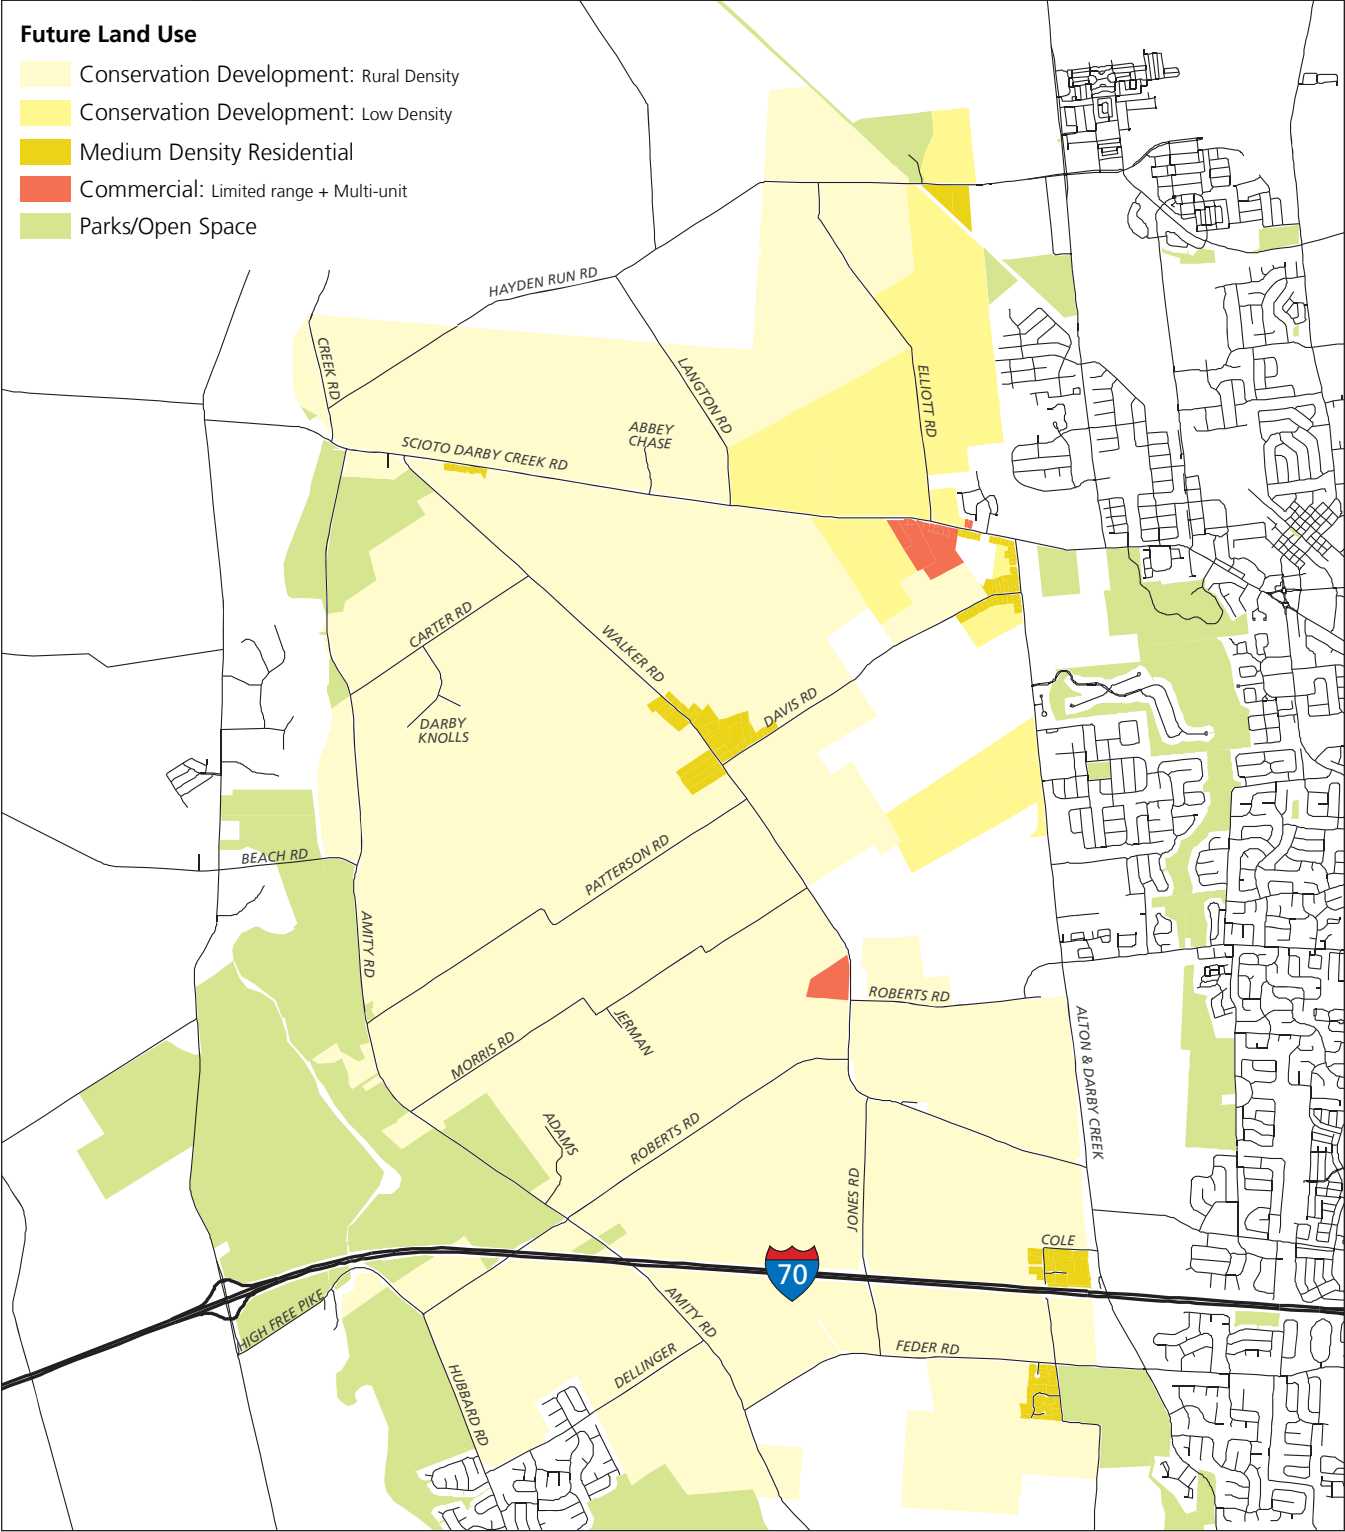 Future Land Use
Conservation Development: Rural Density
Conservation Development: Low Density
Medium Density Residential
Commercial: Limited range + Multi-unit
Parks/Open Space
HAYDEN RUN RD
CREEK RD
LANGTON RD
ELLIOTT RD
ABBEY
CHASE
SCIOTO DARBY CREEK RD
CARTER RD
WALKER RD
DAVIS RD
DARBY
KNOLLS
PATTERSON RD
BEACH RD
AMITY RD
ROBERTS RD
MORRIS RD
JERMAN
ALTON & DARBY CREEK
ADAMS
ROBERTS RD
JONES RD
COLE
70
HIGH FREE PIKE
AMITY RD
FEDER RD
DELLINGER
HUBBARD RD